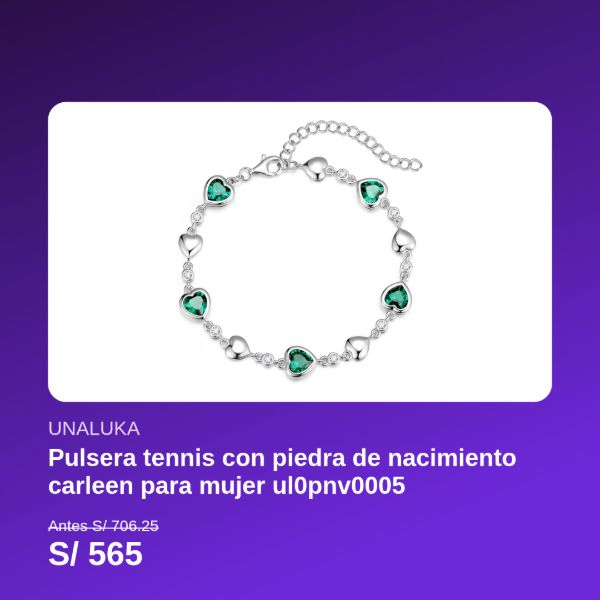 UNALUKA
Pulsera tennis con piedra de nacimiento
carleen para mujer ul0pnv0005
Antes S/ 706.25
S/ 565